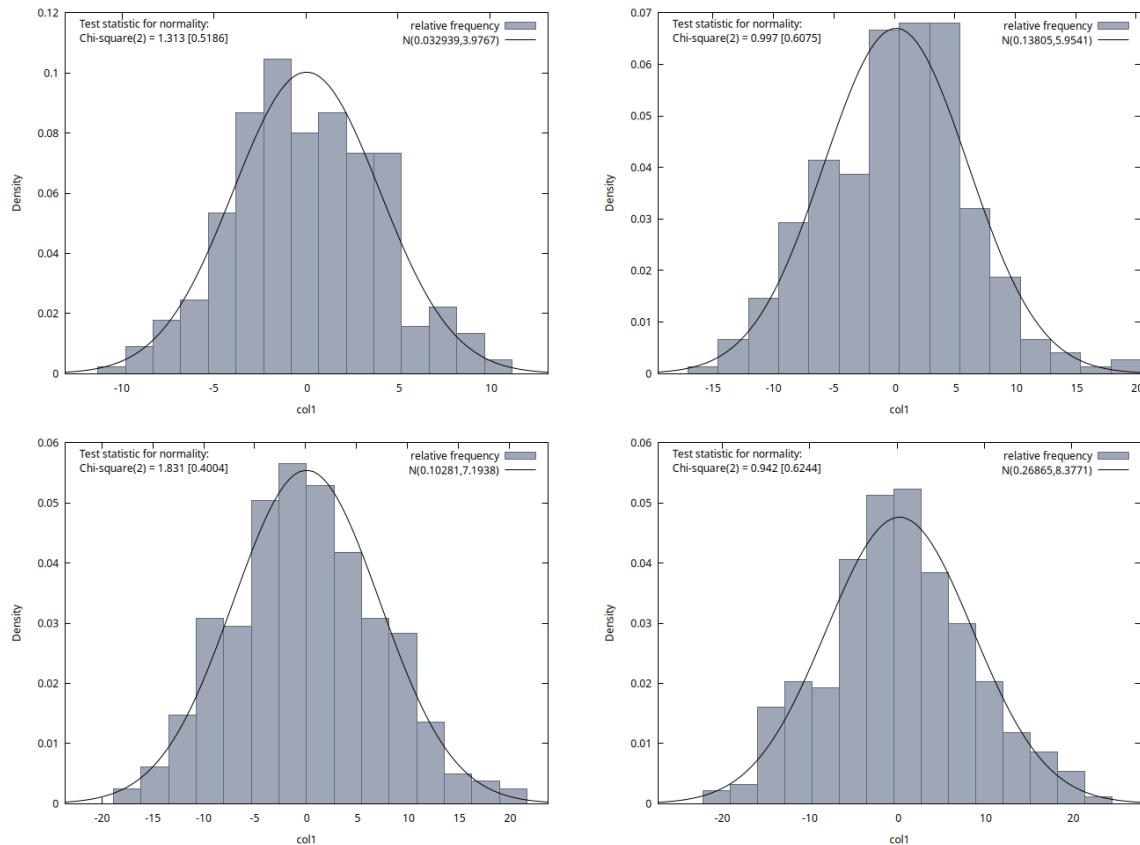 Test statistic for normality:
Chi-square(2) = 1.313 [0.5186]
relative frequency
N(0.032939,3.9767)
0.12
0.1
0.08
0.06
0.04
0.02
0
Density
-10 -5 0 5 10
col1
Test statistic for normality:
Chi-square(2) = 0.997 [0.6075]
relative frequency
N(0.13805,5.9541)
0.07
0.06
0.05
0.04
0.03
0.02
0.01
0
Density
-15 -10 -5 0 5 10 15 20
col1
Test statistic for normality:
Chi-square(2) = 1.831 [0.4004]
relative frequency
N(0.10281,7.1938)
0.06
0.05
0.04
0.03
0.02
0.01
0
Density
-20 -15 -10 -5 0 5 10 15 20
col1
Test statistic for normality:
Chi-square(2) = 0.942 [0.6244]
relative frequency
N(0.26865,8.3771)
0.06
0.05
0.04
0.03
0.02
0.01
0
Density
-20 -10 0 10 20
col1